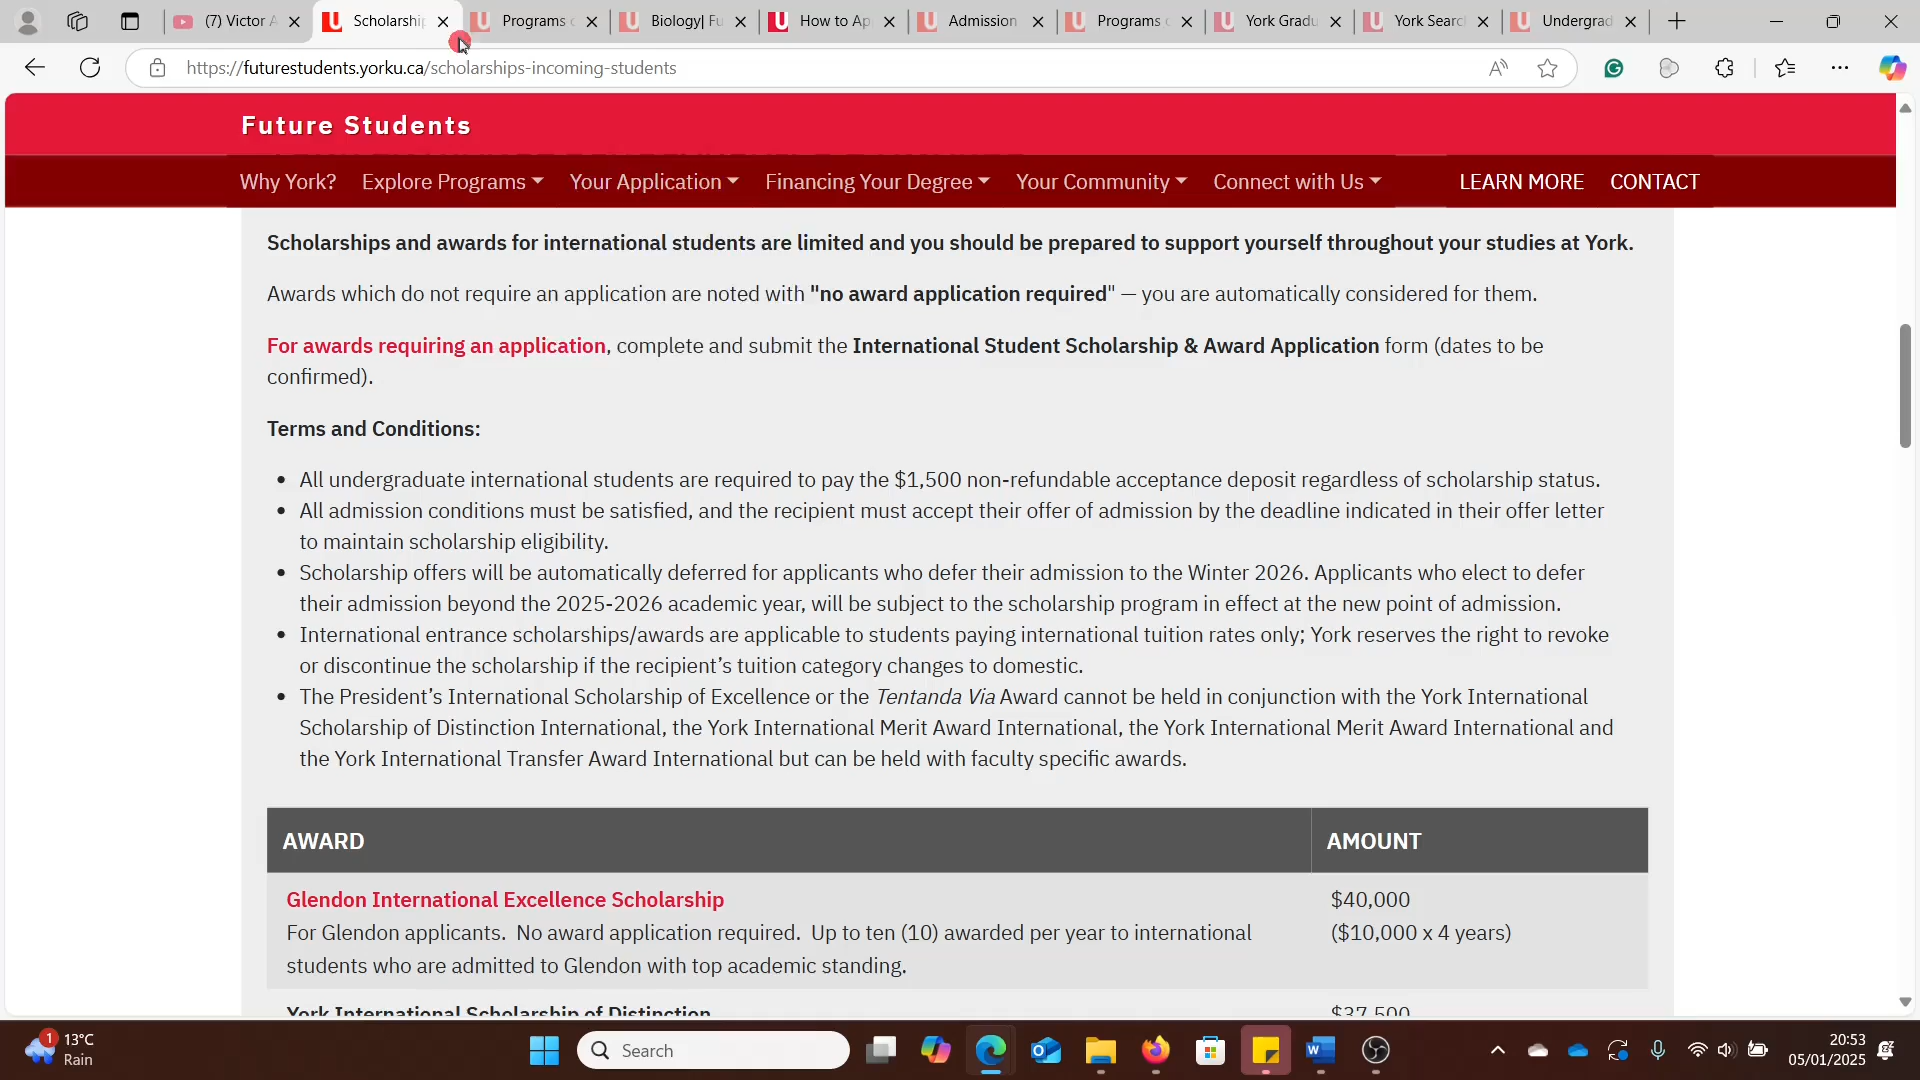 (7) Victor A
Scholarshi
Programs
Biology| Fu
How to Ap
Admission
Programs
York Gradu
York Searc
Undergrad
https://futurestudents.yorku.ca/scholarships-incoming-students
Future Students
Why York? Explore Programs Your Application Financing Your Degree Your Community Connect with Us LEARN MORE CONTACT
Scholarships and awards for international students are limited and you should be prepared to support yourself throughout your studies at York.
Awards which do not require an application are noted with "no award application required" — you are automatically considered for them.
For awards requiring an application, complete and submit the International Student Scholarship & Award Application form (dates to be
confirmed).
Terms and Conditions:
• All undergraduate international students are required to pay the $1,500 non-refundable acceptance deposit regardless of scholarship status.
• All admission conditions must be satisfied, and the recipient must accept their offer of admission by the deadline indicated in their offer letter
to maintain scholarship eligibility.
• Scholarship offers will be automatically deferred for applicants who defer their admission to the Winter 2026. Applicants who elect to defer
their admission beyond the 2025-2026 academic year, will be subject to the scholarship program in effect at the new point of admission.
• International entrance scholarships/awards are applicable to students paying international tuition rates only; York reserves the right to revoke
or discontinue the scholarship if the recipient’s tuition category changes to domestic.
• The President’s International Scholarship of Excellence or the Tentanda Via Award cannot be held in conjunction with the York International
Scholarship of Distinction International, the York International Merit Award International, the York International Merit Award International and
the York International Transfer Award International but can be held with faculty specific awards.
AWARD AMOUNT
Glendon International Excellence Scholarship $40,000
For Glendon applicants. No award application required. Up to ten (10) awarded per year to international ($10,000 x 4 years)
students who are admitted to Glendon with top academic standing.
York International Scholarship of Distinction $37,500
1
13°C
Rain
Search
20:53
05/01/2025